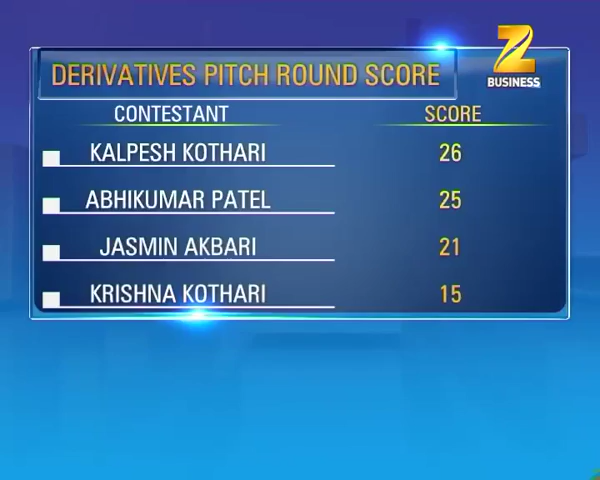 Z
BUSINESS
DERIVATIVES PITCH ROUND SCORE
CONTESTANT SCORE
KALPESH KOTHARI 26
ABHIKUMAR PATEL 25
JASMIN AKBARI 21
KRISHNA KOTHARI 15